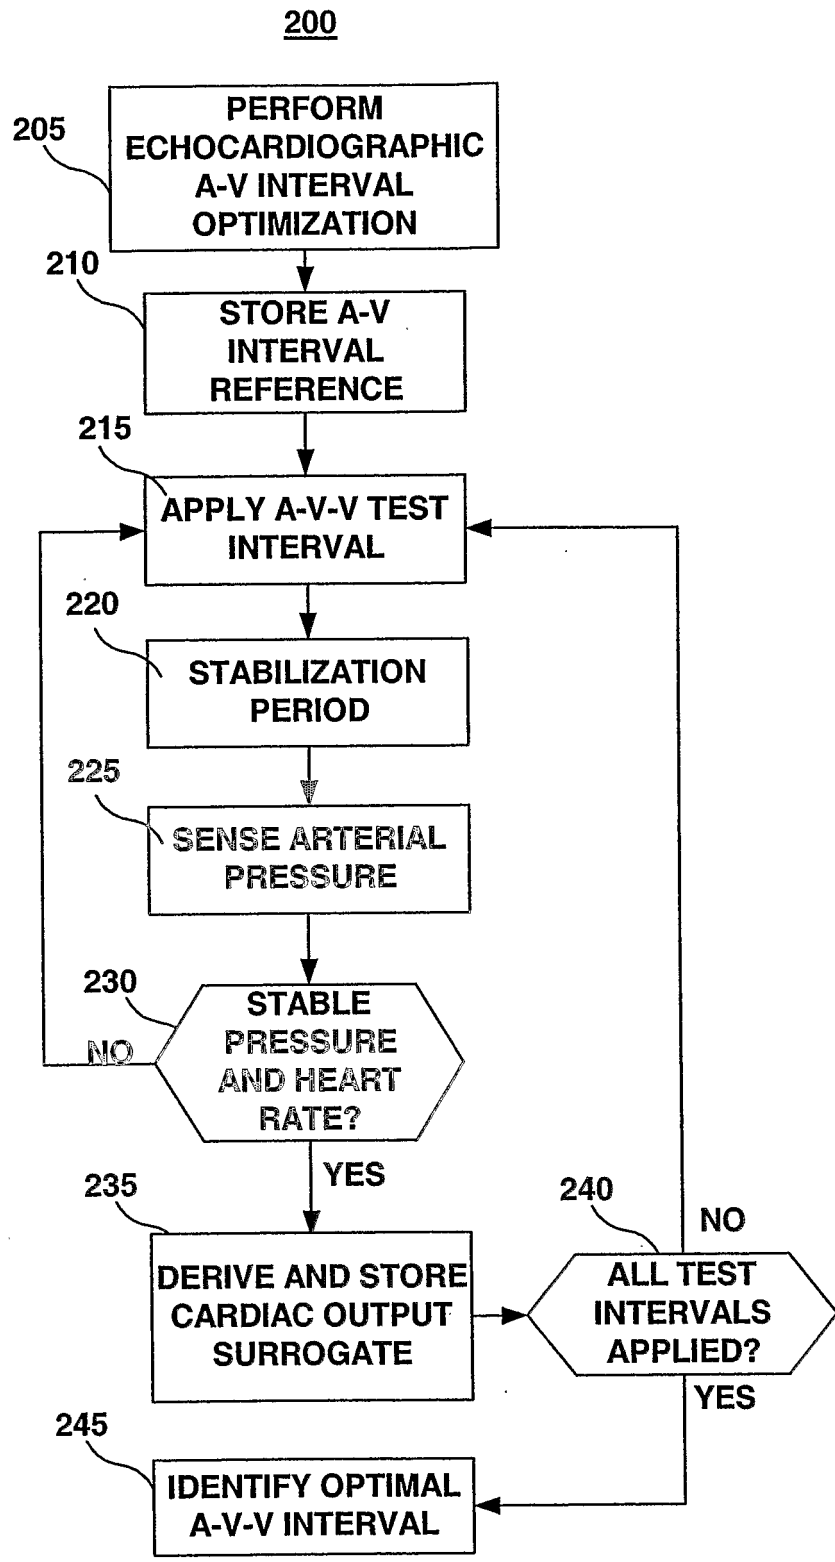 200
205
PERFORM
ECHOCARDIOGRAPHIC
A-V INTERVAL
OPTIMIZATION
210
STORE A-V
INTERVAL
REFERENCE
215
APPLY A-V-V TEST
INTERVAL
220
STABILIZATION
PERIOD
225
SENSE ARTERIAL
PRESSURE
230
STABLE
PRESSURE
AND HEART
RATE?
NO
YES
235
DERIVE AND STORE
CARDIAC OUTPUT
SURROGATE
240
NO
ALL TEST
INTERVALS
APPLIED?
YES
245
IDENTIFY OPTIMAL
A-V-V INTERVAL